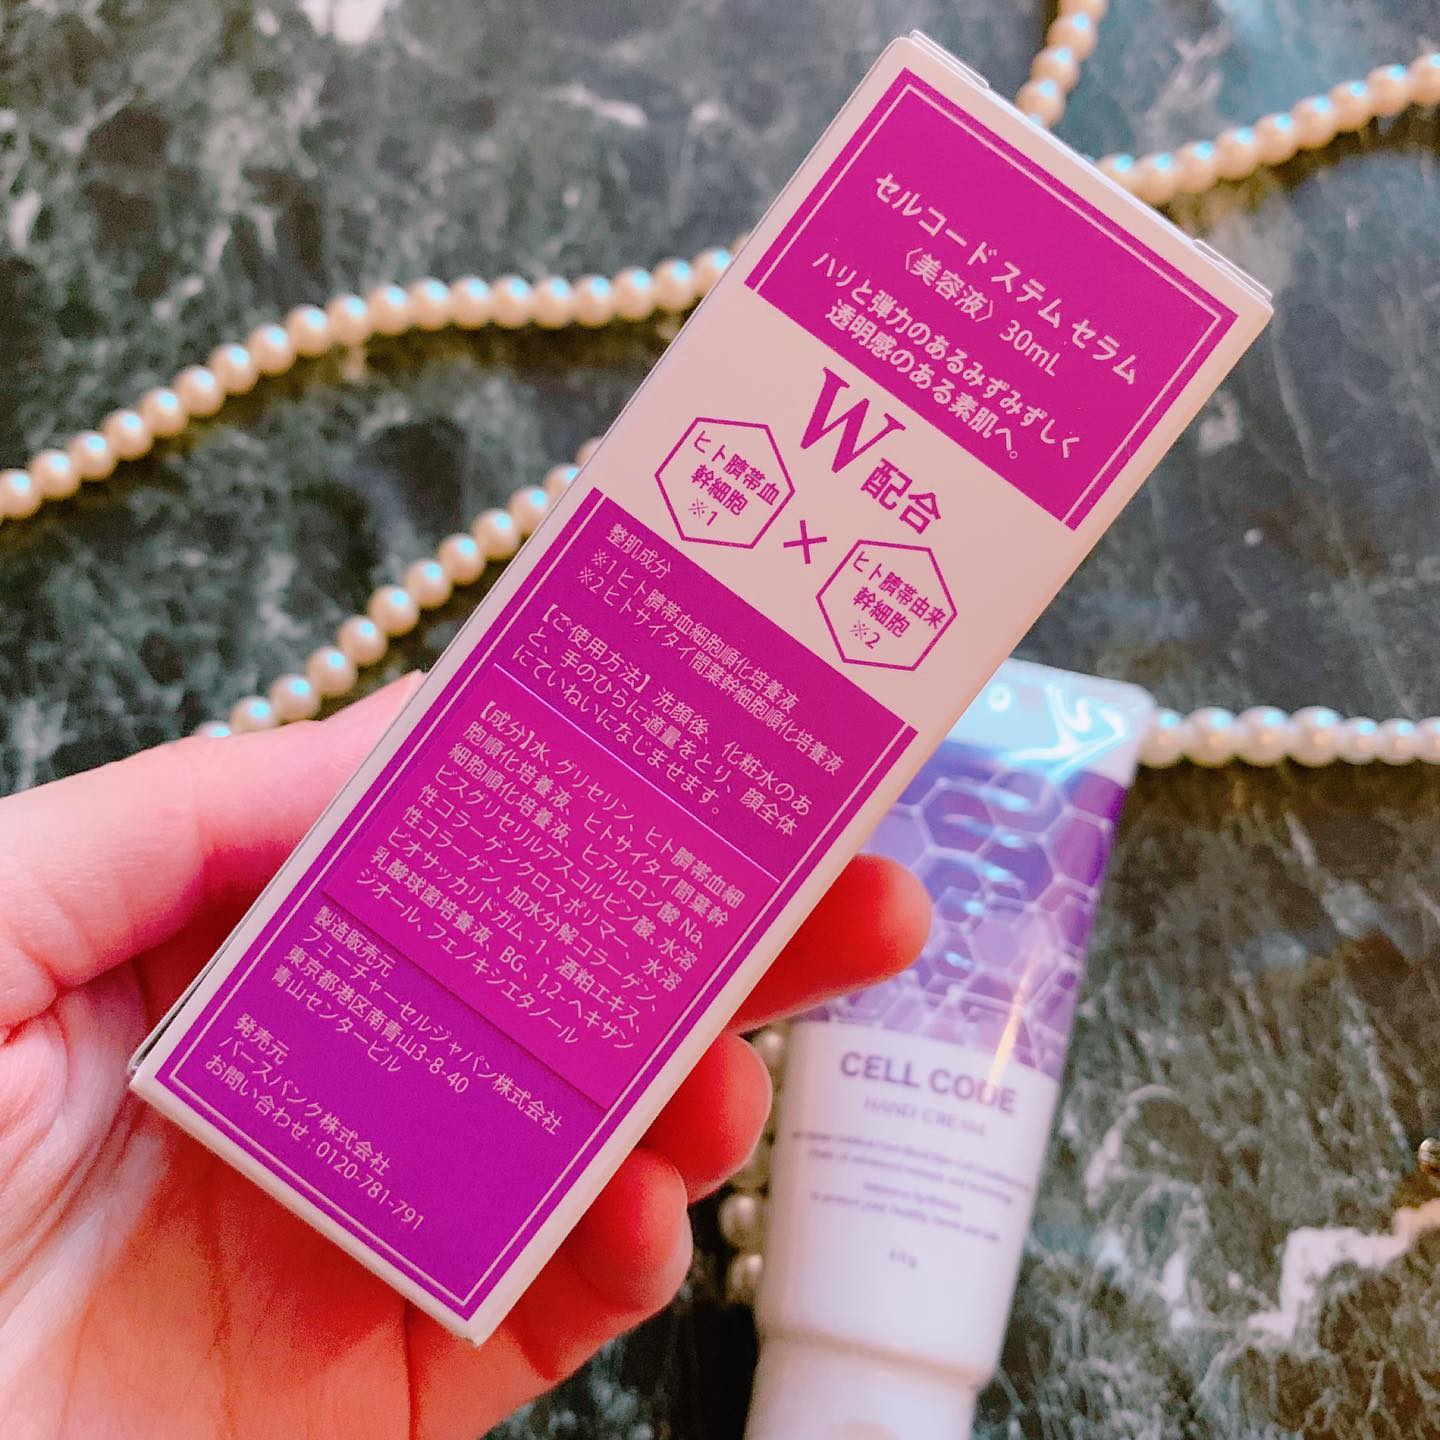 セルコード ステム セラム
〈美容液〉30mL
ハリと弾力のあるみずみずしく
透明感のある素肌へ。
W配合
ヒト臍帯血
幹細胞
※1
×
ヒト臍帯由来
幹細胞
※2
整肌成分
※1 ヒト臍帯血細胞順化培養液
※2 ヒトサイタイ間葉幹細胞順化培養液
【ご使用方法】洗顔後、化粧水のあ
と、手のひらに適量をとり、顔全体
にていねいになじませます。
【成分】水、グリセリン、ヒト臍帯血細
胞順化培養液、ヒトサイタイ間葉幹
細胞順化培養液、ヒアルロン酸Na、
ビスグリセリルアスコルビン酸、水溶
性コラーゲンクロスポリマー、水溶
性コラーゲン、加水分解コラーゲン、
ビオサッカリドガム-1、酒粕エキス、
乳酸球菌培養液、BG、1,2-ヘキサン
ジオール、フェノキシエタノール
製造販売元
フューチャーセルジャパン株式会社
東京都港区南青山3-8-40
青山センタービル
発売元
バースバンク株式会社
お問い合わせ:0120-781-791
CELL CODE
HAND CREAM